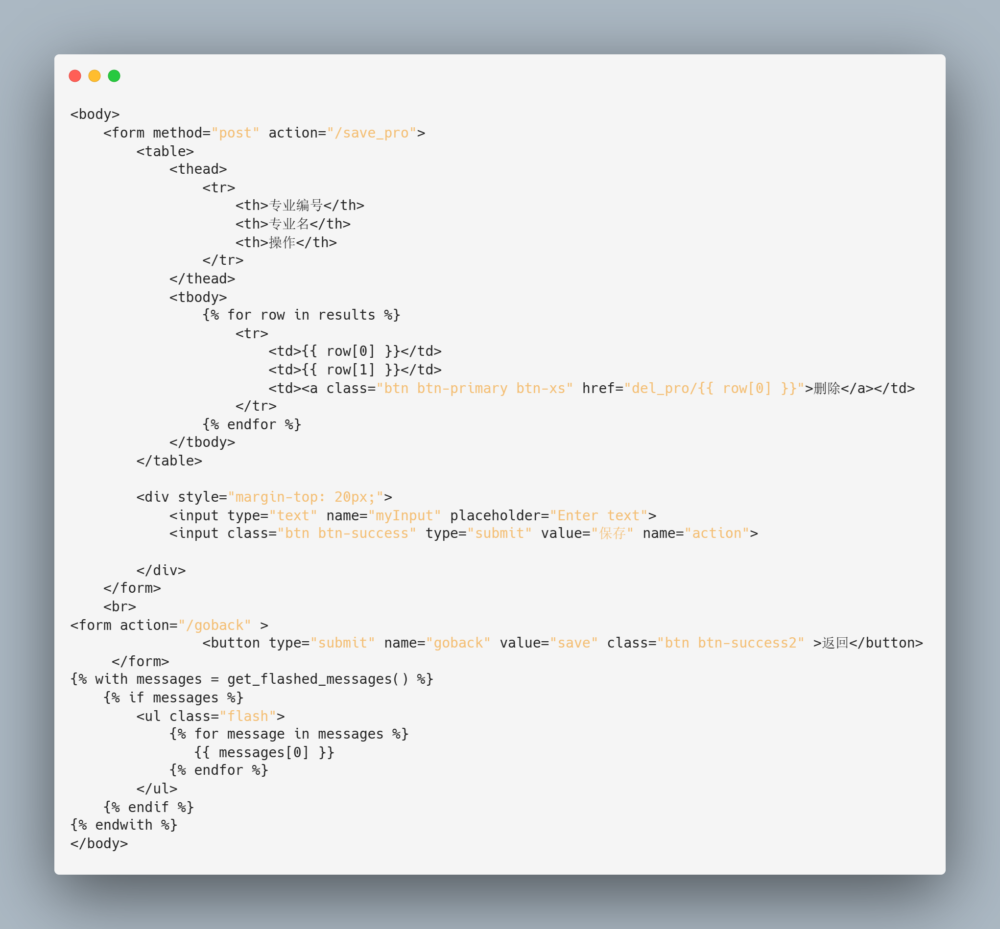 <body>
    <form method="post" action="/save_pro">
        <table>
            <thead>
                <tr>
                    <th>专业编号</th>
                    <th>专业名</th>
                    <th>操作</th>
                </tr>
            </thead>
            <tbody>
                {% for row in results %}
                    <tr>
                        <td>{{ row[0] }}</td>
                        <td>{{ row[1] }}</td>
                        <td><a class="btn btn-primary btn-xs" href="del_pro/{{ row[0] }}">删除</a></td>
                    </tr>
                {% endfor %}
            </tbody>
        </table>

        <div style="margin-top: 20px;">
            <input type="text" name="myInput" placeholder="Enter text">
            <input class="btn btn-success" type="submit" value="保存" name="action">

        </div>
    </form>
    <br>
<form action="/goback" >
                <button type="submit" name="goback" value="save" class="btn btn-success2" >返回</button>
     </form>
{% with messages = get_flashed_messages() %}
    {% if messages %}
        <ul class="flash">
            {% for message in messages %}
               {{ messages[0] }}
            {% endfor %}
        </ul>
    {% endif %}
{% endwith %}
</body>